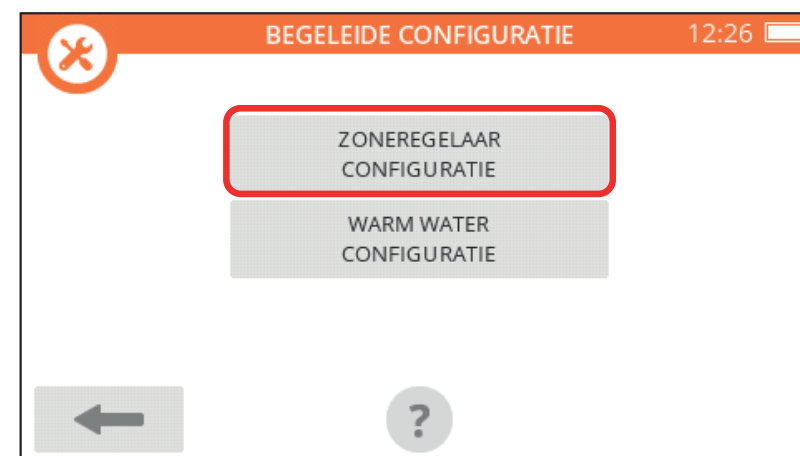 BEGELEIDE CONFIGURATIE 12:26
ZONEREGELAAR
CONFIGURATIE
WARM WATER
CONFIGURATIE
?